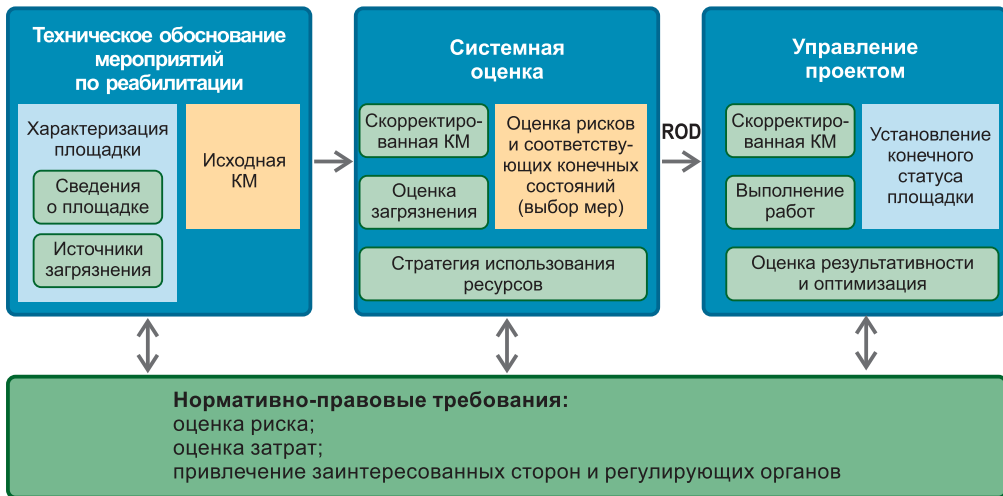 Техническое обоснование
мероприятий
по реабилитации
Характеризация
площадки
Сведения
о площадке
Источники
загрязнения
Исходная
КМ
Системная
оценка
Скорректиро-
ванная КМ
Оценка
загрязнения
Оценка рисков
и соответству-
ющих конечных
состояний
(выбор мер)
Стратегия использования
ресурсов
ROD
Управление
проектом
Скорректиро-
ванная КМ
Выполнение
работ
Установление
конечного
статуса
площадки
Оценка результативности
и оптимизация
Нормативно-правовые требования:
оценка риска;
оценка затрат;
привлечение заинтересованных сторон и регулирующих органов